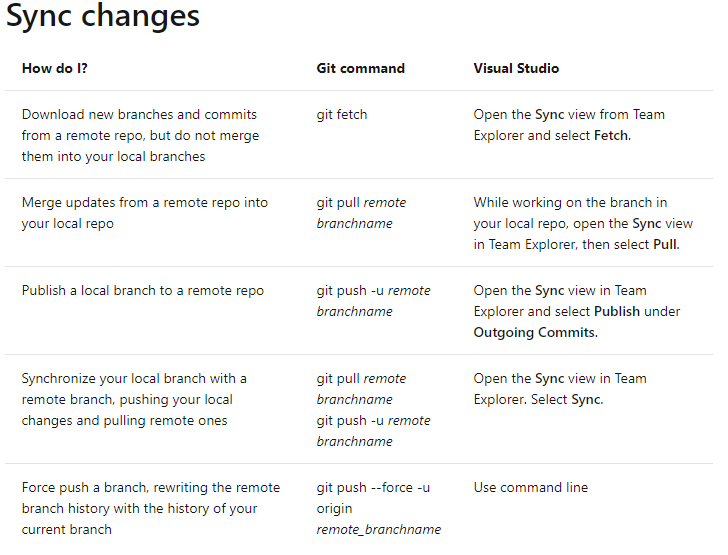 Sync changes
How do I?
Git command
Visual Studio
Download new branches and commits
from a remote repo, but do not merge
them into your local branches
git fetch
Open the Sync view from Team
Explorer and select Fetch.
Merge updates from a remote repo into
your local repo
git pull remote
branchname
While working on the branch in
your local repo, open the Sync view
in Team Explorer, then select Pull.
Publish a local branch to a remote repo
git push -u remote
branchname
Open the Sync view in Team
Explorer and select Publish under
Outgoing Commits.
Synchronize your local branch with a
remote branch, pushing your local
changes and pulling remote ones
git pull remote
branchname
git push -u remote
branchname
Open the Sync view in Team
Explorer. Select Sync.
Force push a branch, rewriting the remote
branch history with the history of your
current branch
git push --force -u
origin
remote_branchname
Use command line